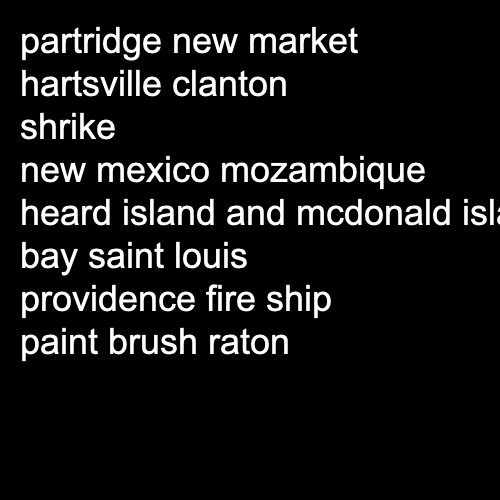 partridge new market
hartsville clanton
shrike
new mexico mozambique
heard island and mcdonald
bay saint louis
providence fire ship
paint brush raton